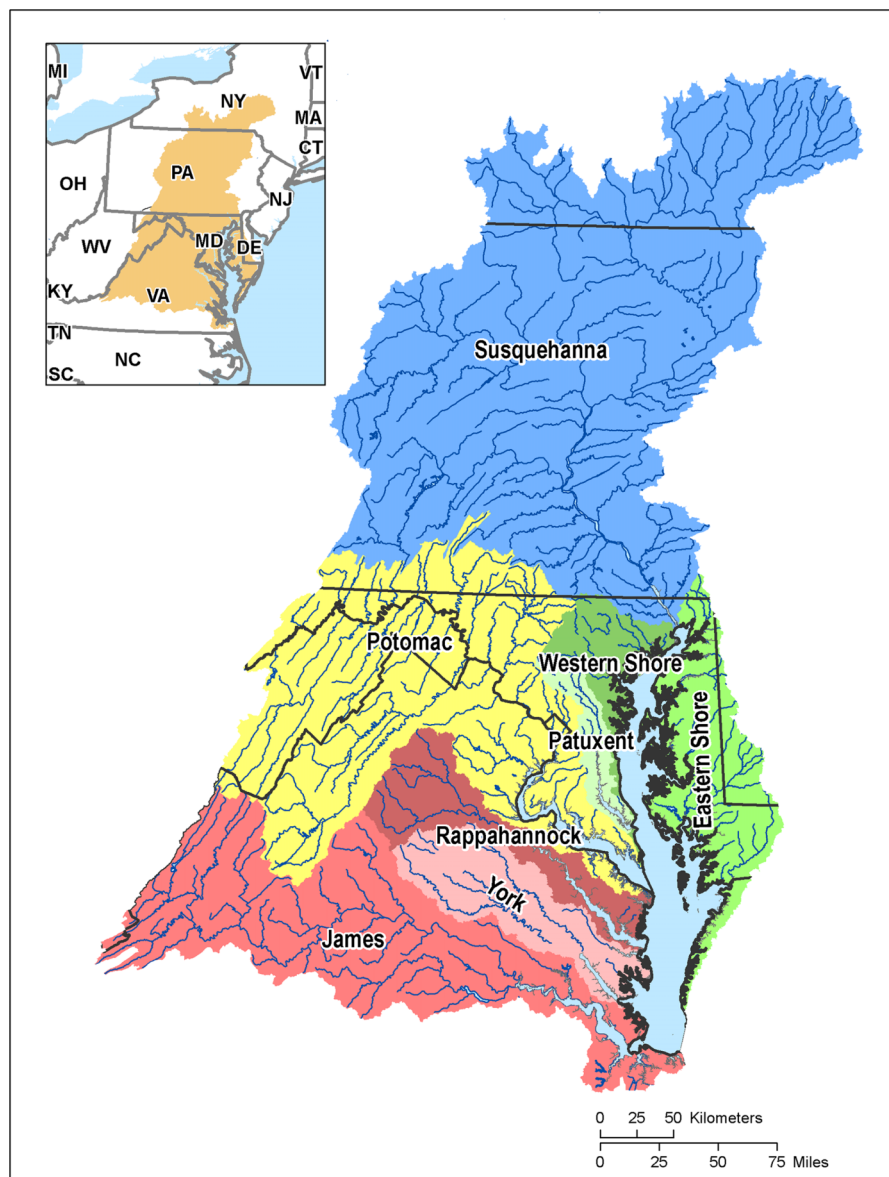 MI
VT
NY
MA
CT
PA
OH
NJ
MD
DE
WV
VA
KY
TN
NC
SC
Susquehanna
Potomac
Western Shore
Patuxent
Eastern Shore
Rappahannock
York
James
0 25 50 Kilometers
0 25 50 75 Miles